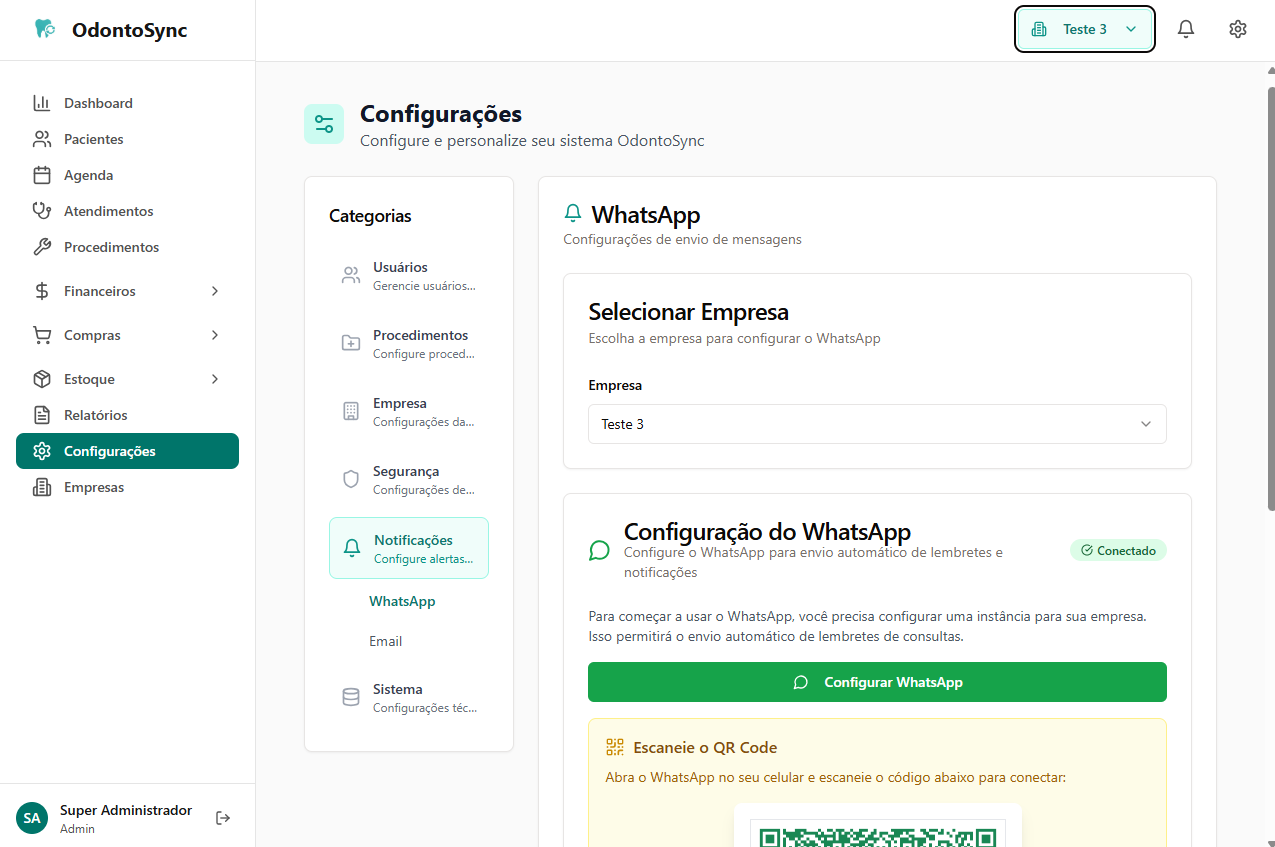 OdontoSync
Teste 3
Dashboard
Pacientes
Agenda
Atendimentos
Procedimentos
Financeiros
Compras
Estoque
Relatórios
Configurações
Empresas
SA
Super Administrador
Admin
Configurações
Configure e personalize seu sistema OdontoSync
Categorias
Usuários
Gerencie usuários...
Procedimentos
Configure proced...
Empresa
Configurações da...
Segurança
Configurações de...
Notificações
Configure alertas...
WhatsApp
Email
Sistema
Configurações téc...
WhatsApp
Configurações de envio de mensagens
Selecionar Empresa
Escolha a empresa para configurar o WhatsApp
Empresa
Teste 3
Configuração do WhatsApp
Configure o WhatsApp para envio automático de lembretes e
notificações
Conectado
Para começar a usar o WhatsApp, você precisa configurar uma instância para sua empresa.
Isso permitirá o envio automático de lembretes de consultas.
Configurar WhatsApp
Escaneie o QR Code
Abra o WhatsApp no seu celular e escaneie o código abaixo para conectar: